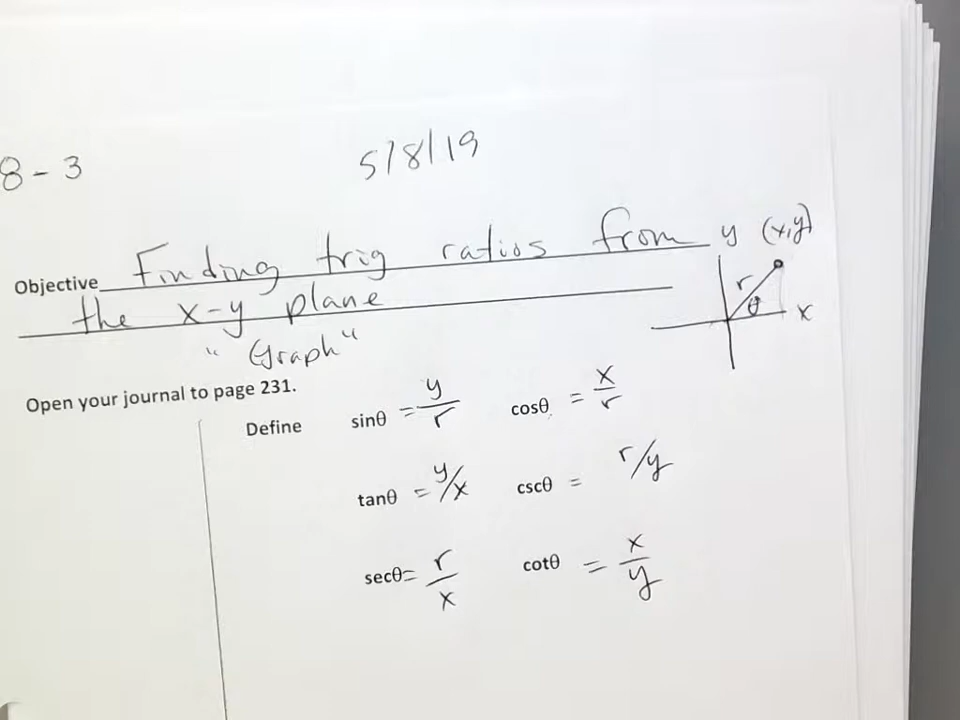 8-3 5/8/19
Objective Finding trig ratios from
the x-y plane
"Graph"
y (x,y)
r
θ x
Open your journal to page 231.
Define sinθ = y/r cosθ = x/r
tanθ = y/x cscθ = r/y
secθ= r/x cotθ = x/y